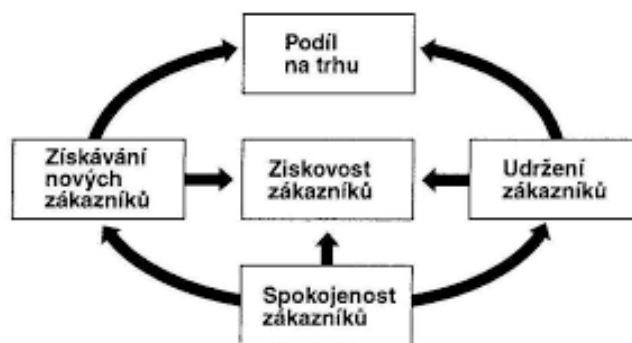 Podíl
na trhu
Získávání
nových
zákazníků
Ziskovost
zákazníků
Udržení
zákazníků
Spokojenost
zákazníků